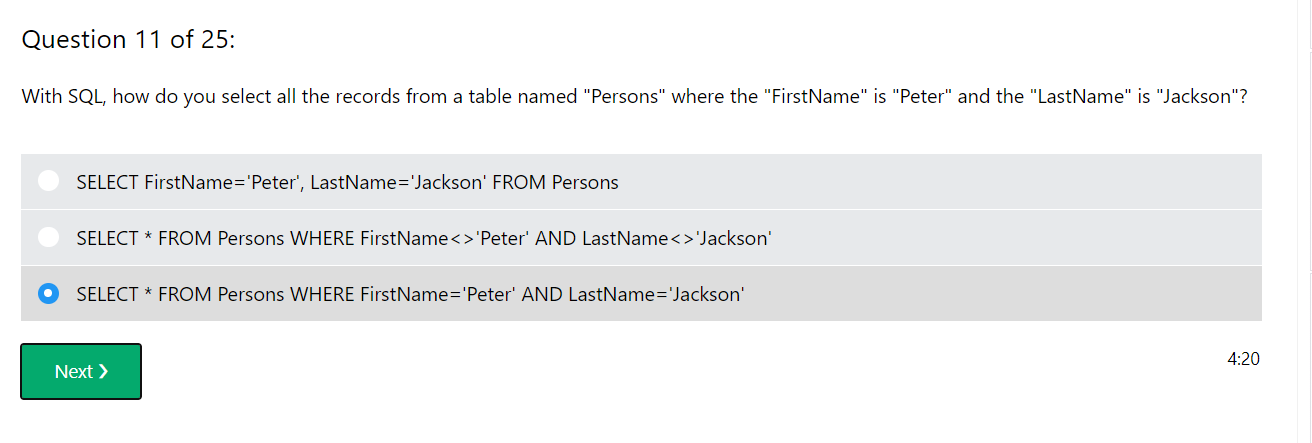 Question 11 of 25:
With SQL, how do you select all the records from a table named "Persons" where the "FirstName" is "Peter" and the "LastName" is "Jackson"?
SELECT FirstName='Peter', LastName='Jackson' FROM Persons
SELECT * FROM Persons WHERE FirstName<>'Peter' AND LastName<>'Jackson'
SELECT * FROM Persons WHERE FirstName='Peter' AND LastName='Jackson'
Next ❯
4:20